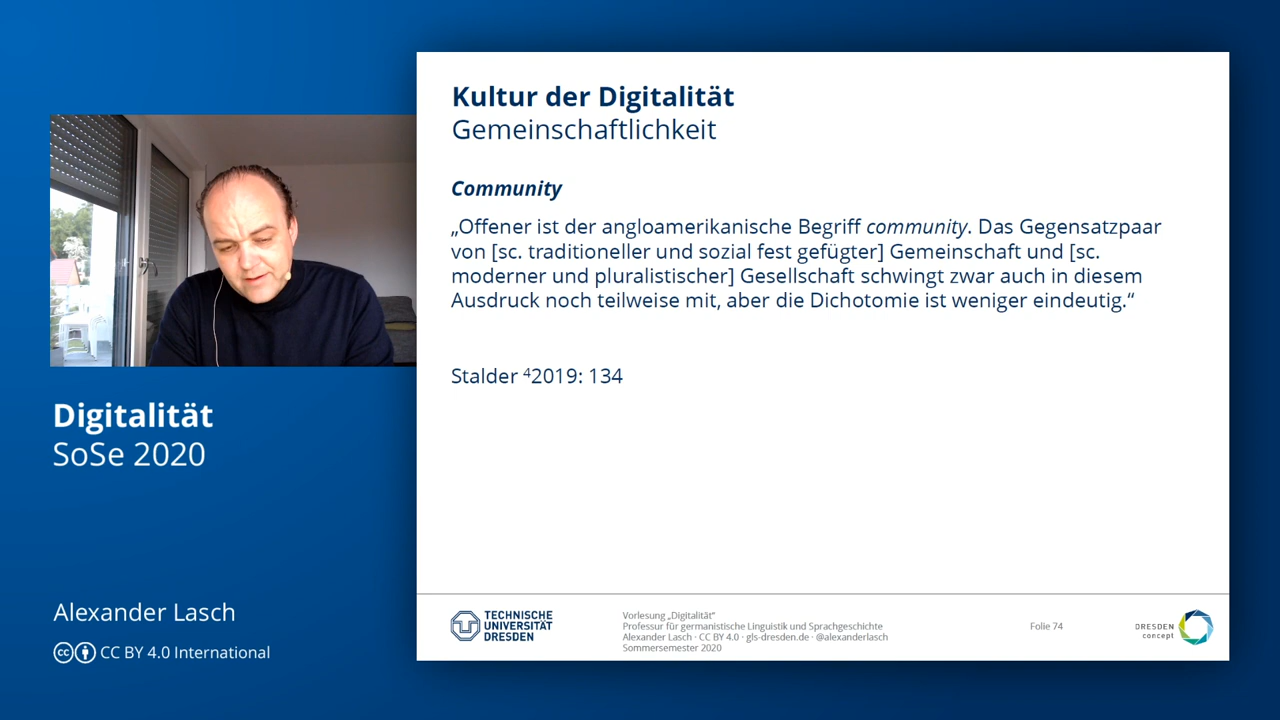 Kultur der Digitalität
Gemeinschaftlichkeit
Community
„Offener ist der angloamerikanische Begriff community. Das Gegensatzpaar
von [sc. traditioneller und sozial fest gefügter] Gemeinschaft und [sc.
moderner und pluralistischer] Gesellschaft schwingt zwar auch in diesem
Ausdruck noch teilweise mit, aber die Dichotomie ist weniger eindeutig.“
Stalder ⁴2019: 134
Digitalität
SoSe 2020
Alexander Lasch
CC BY 4.0 International
TECHNISCHE
UNIVERSITÄT
DRESDEN
Vorlesung „Digitalität“
Professur für germanistische Linguistik und Sprachgeschichte
Alexander Lasch · CC BY 4.0 · gls-dresden.de · @alexanderlasch
Sommersemester 2020
Folie 74
DRESDEN
concept